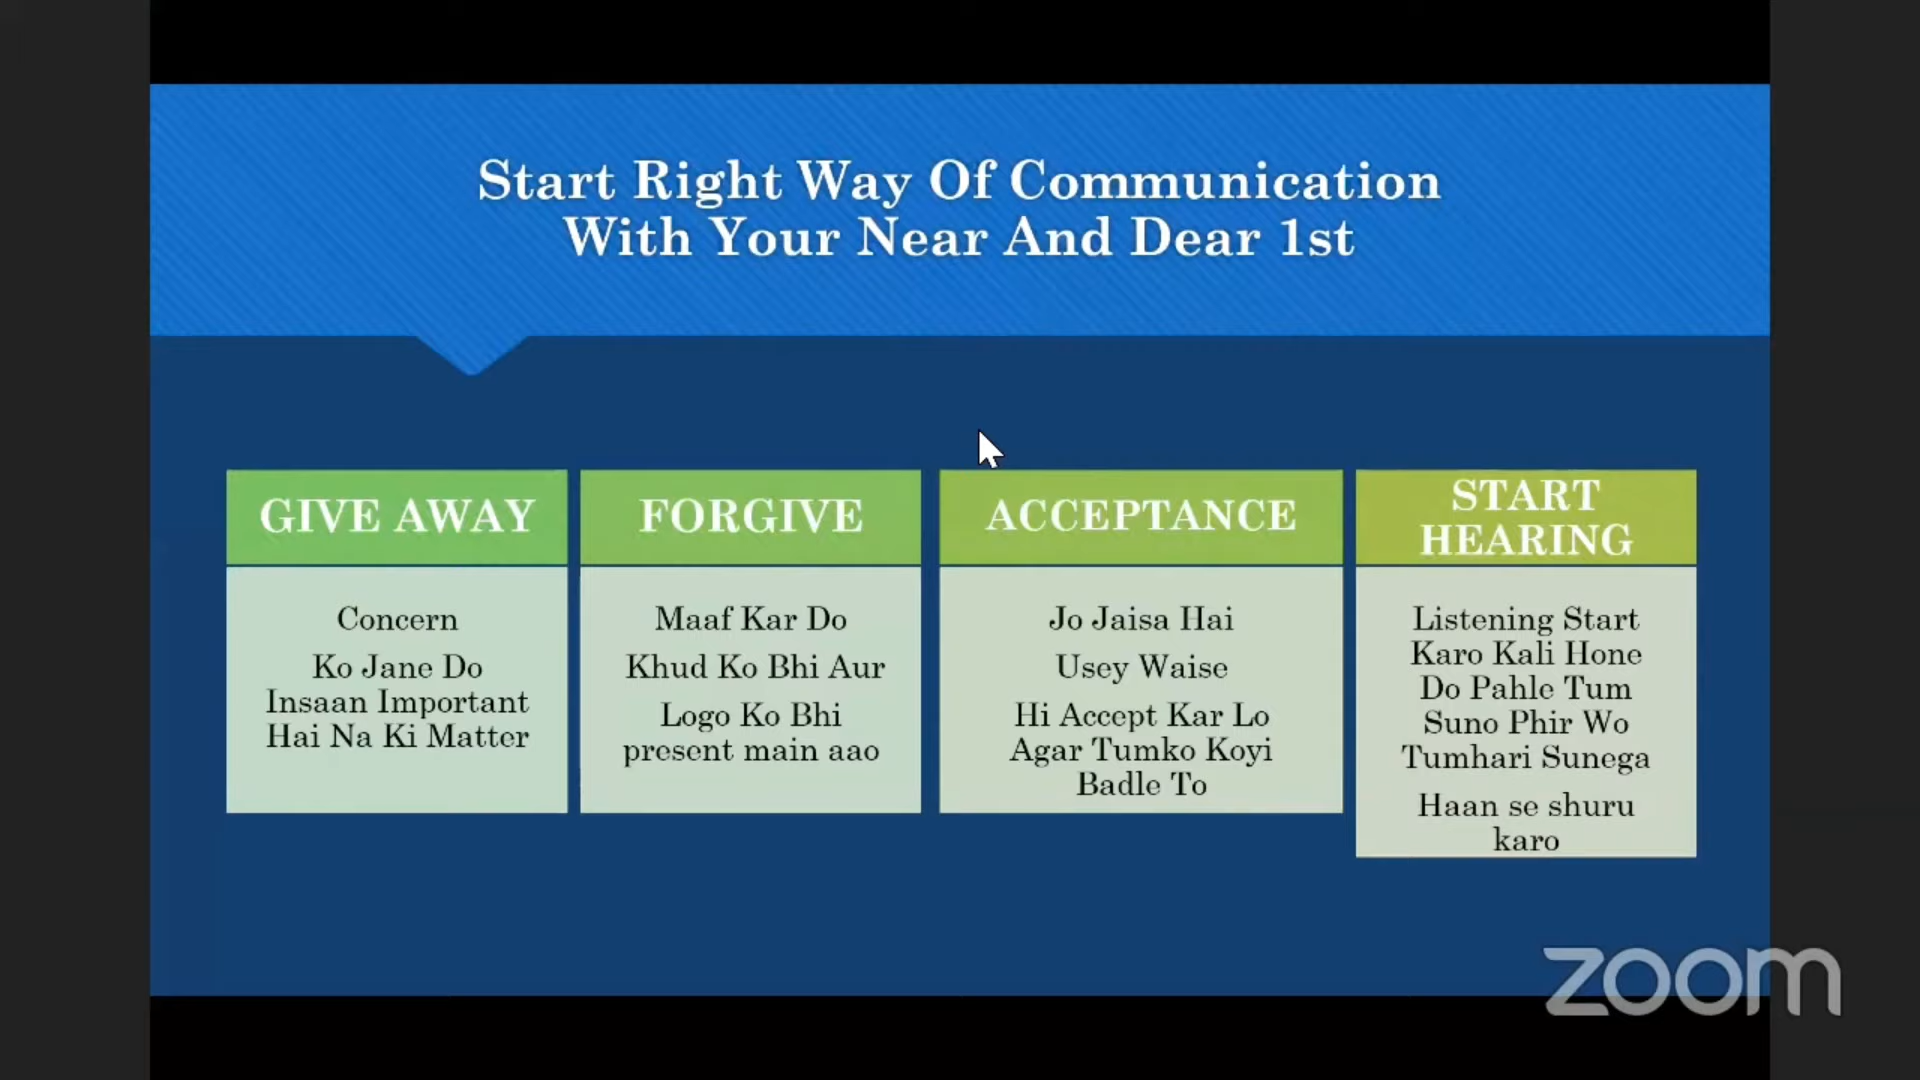 Start Right Way Of Communication
With Your Near And Dear 1st
GIVE AWAY
Concern
Ko Jane Do
Insaan Important
Hai Na Ki Matter
FORGIVE
Maaf Kar Do
Khud Ko Bhi Aur
Logo Ko Bhi
present main aao
ACCEPTANCE
Jo Jaisa Hai
Usey Waise
Hi Accept Kar Lo
Agar Tumko Koyi
Badle To
START
HEARING
Listening Start
Karo Kali Hone
Do Pahle Tum
Suno Phir Wo
Tumhari Sunega
Haan se shuru
karo
zoom